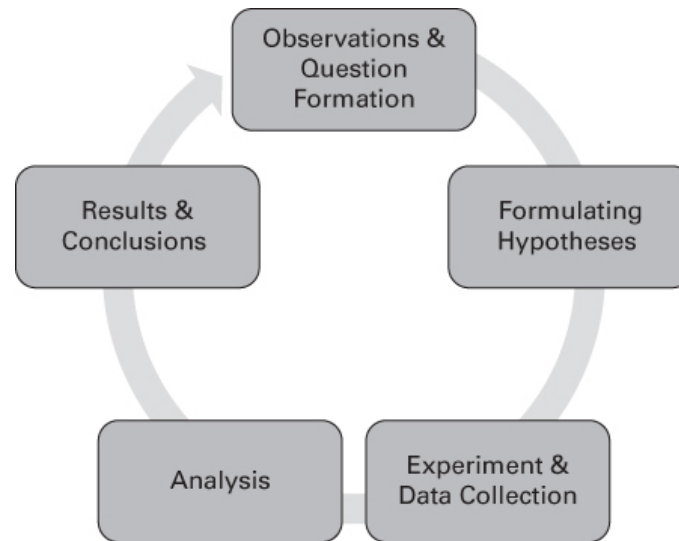 Observations &
Question
Formation
Formulating
Hypotheses
Experiment &
Data Collection
Analysis
Results &
Conclusions